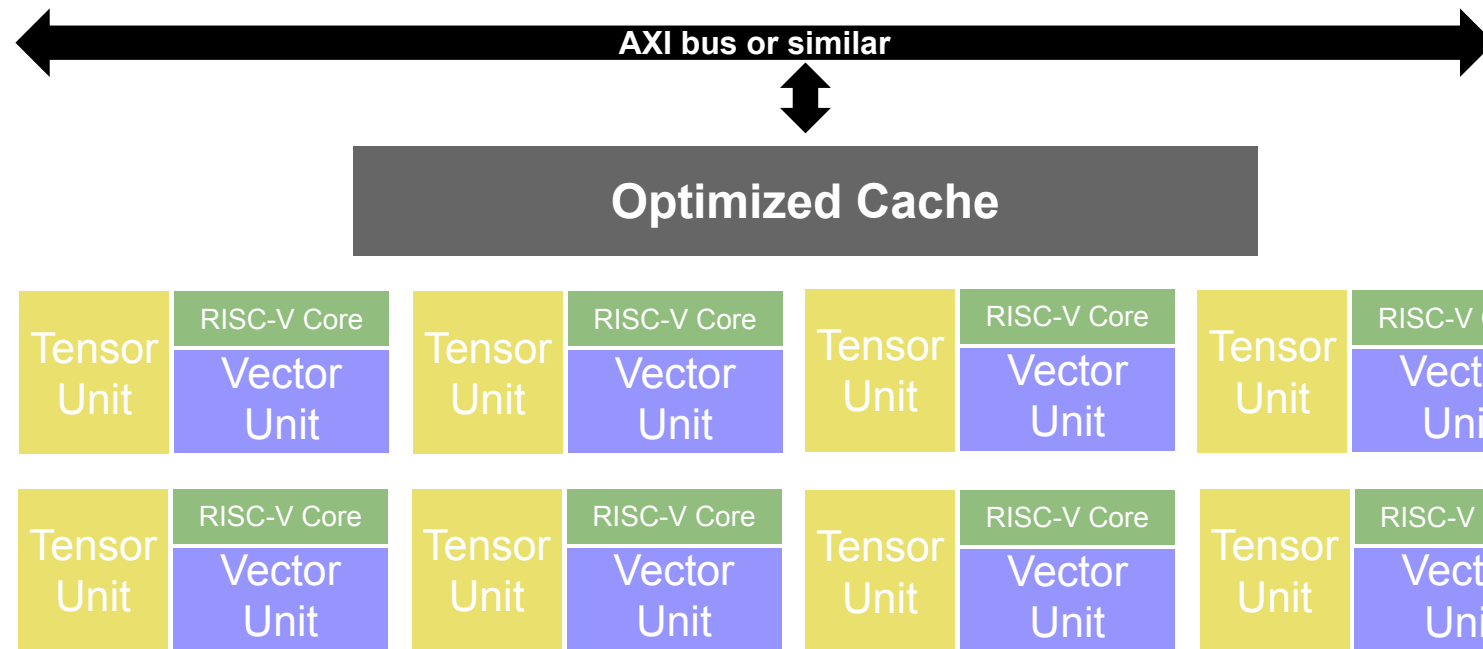 AXI bus or similar
Optimized Cache
Tensor
Unit
RISC-V Core
Vector
Unit
Tensor
Unit
RISC-V Core
Vector
Unit
Tensor
Unit
RISC-V Core
Vector
Unit
Tensor
Unit
RISC-V
Tensor
Unit
RISC-V Core
Vector
Unit
Tensor
Unit
RISC-V Core
Vector
Unit
Tensor
Unit
RISC-V Core
Vector
Unit
Tensor
Unit
RISC-V